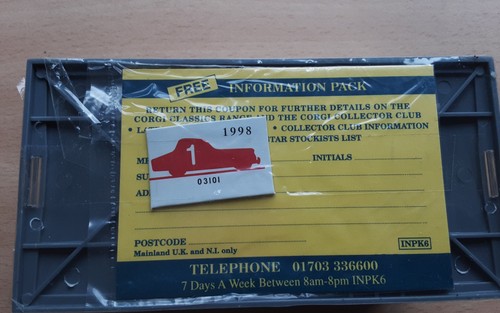 FREE INFORMATION PACK
RETURN THIS COUPON FOR FURTHER DETAILS ON THE
CORGI CLASSICS RANGE AND THE CORGI COLLECTOR CLUB
• COLLECTOR CLUB INFORMATION
STOCKISTS LIST
1998
1
03101
INITIALS
POSTCODE
Mainland U.K. and N.I. only
INPK6
TELEPHONE 01703 336600
7 Days A Week Between 8am-8pm INPK6